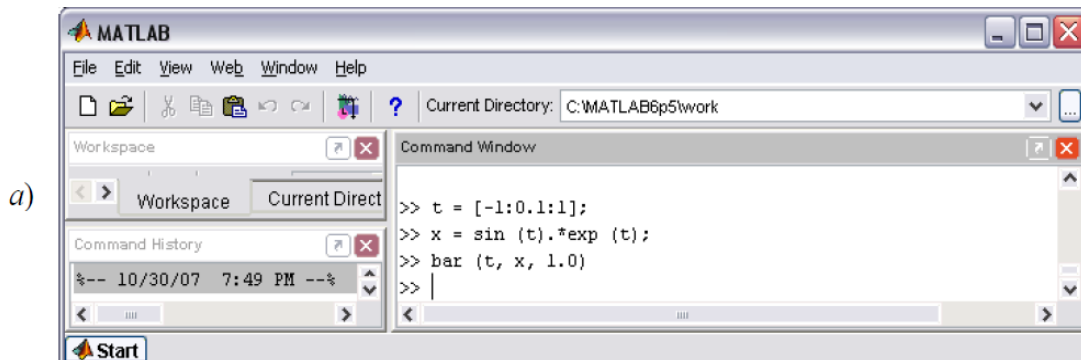 MATLAB
File Edit View Web Window Help
? Current Directory: C:\MATLAB6p5\work ...
Workspace
Command Window
а)
Workspace Current Direct
>> t = [-1:0.1:1];
>> x = sin (t).*exp (t);
Command History
>> bar (t, x, 1.0)
%-- 10/30/07 7:49 PM --%
>>
Start